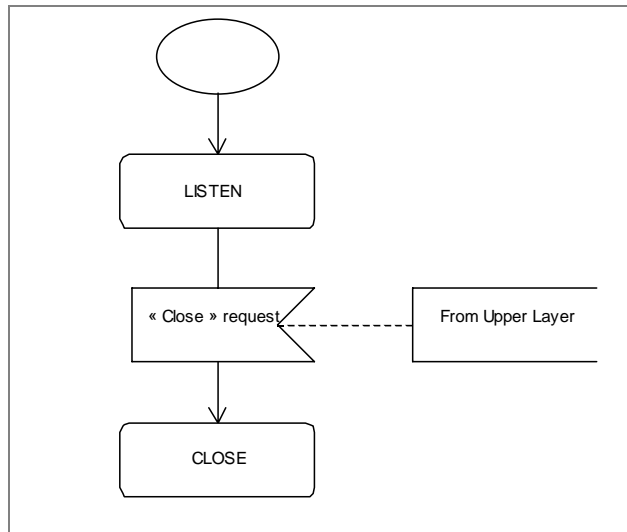 LISTEN
« Close » request
From Upper Layer
CLOSE